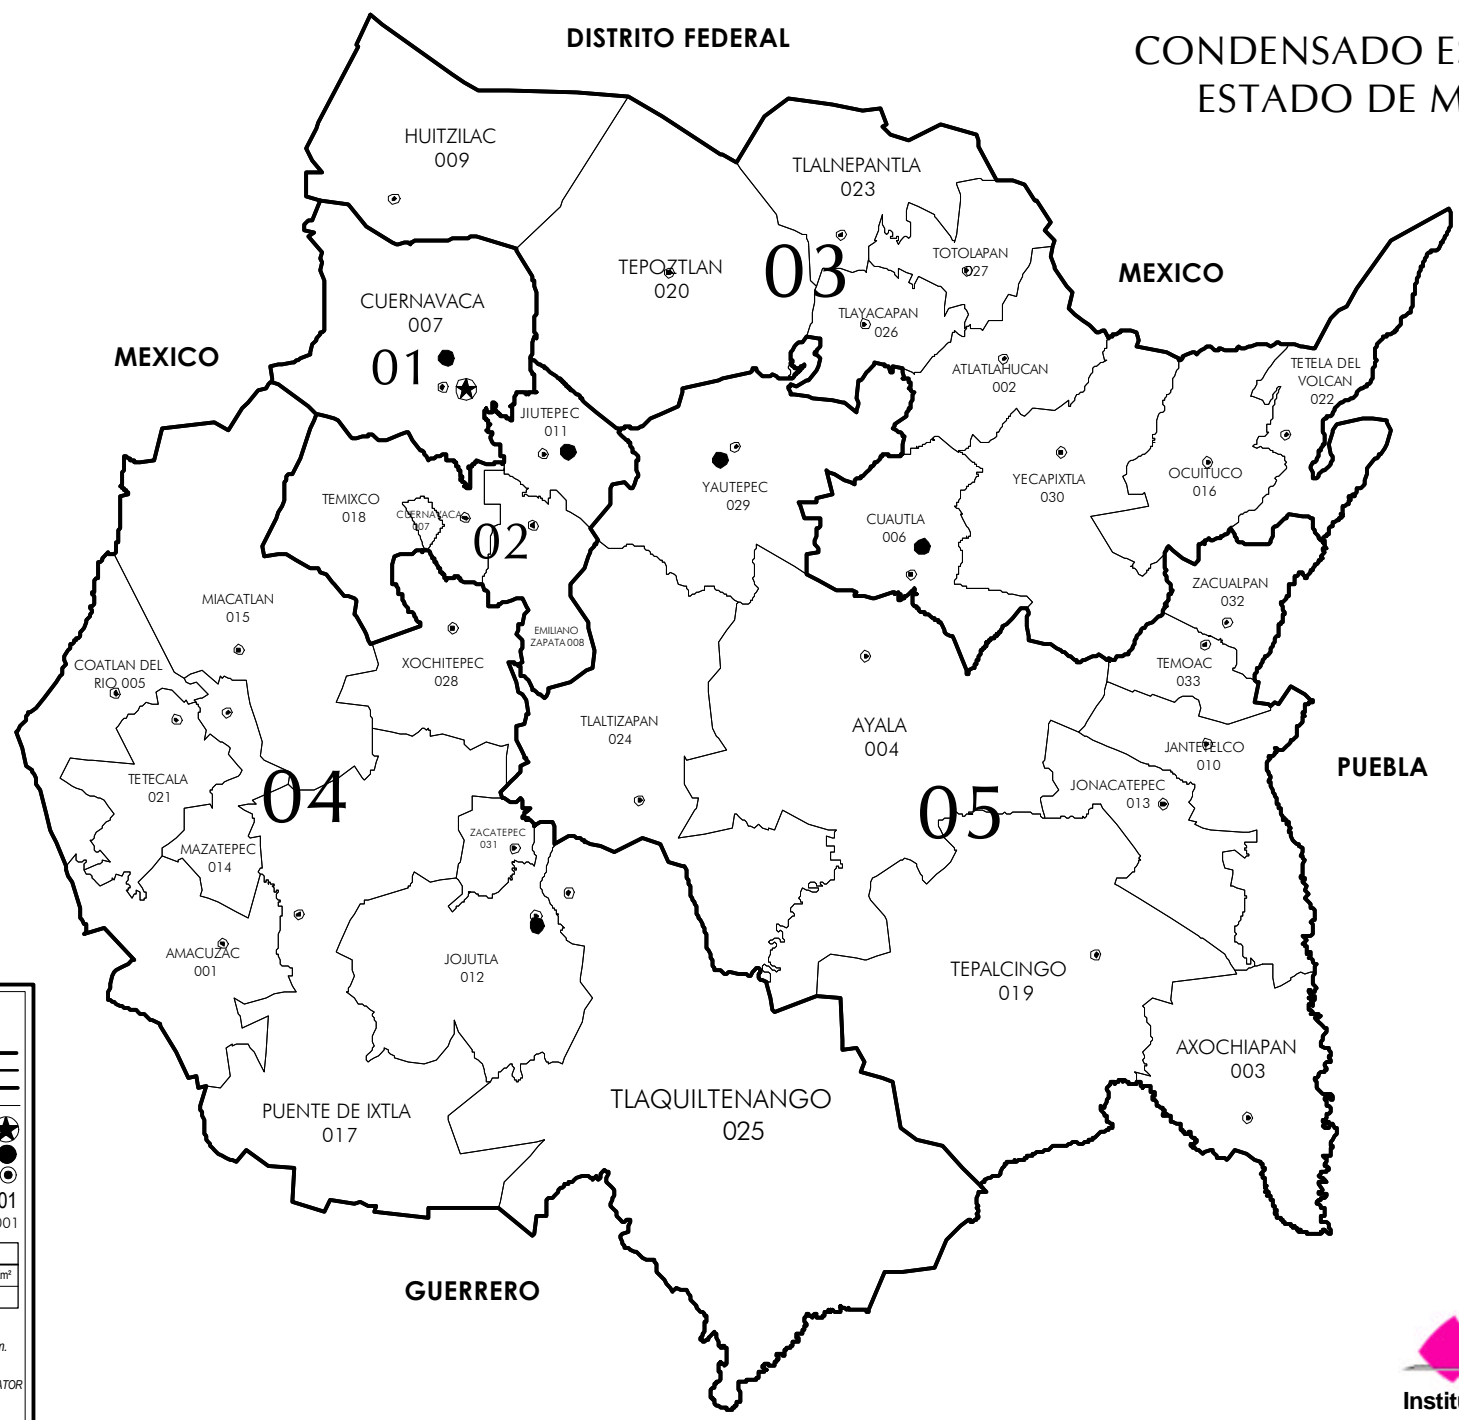 DISTRITO FEDERAL
CONDENSADO
ESTADO DE
HUITZILAC
009
TLALNEPANTLA
023
TEPOZTLAN
020
03
TOTOLAPAN
027
MEXICO
CUERNAVACA
007
01
TLAYACAPAN
026
MEXICO
ATLATLAHUCAN
002
TETELA DEL
VOLCAN
022
JIUTEPEC
011
YAUTEPEC
029
YECAPIXTLA
030
OCUITUCO
016
TEMIXCO
018
CUERNAVACA
007
02
CUAUTLA
006
ZACUALPAN
032
MIACATLAN
015
EMILIANO
ZAPATA 008
COATLAN DEL
RIO 005
XOCHITEPEC
028
TEMOAC
033
TLALTIZAPAN
024
AYALA
004
JANTETELCO
010
PUEBLA
TETECALA
021
04
JONACATEPEC
013
05
ZACATEPEC
031
MAZATEPEC
014
AMACUZAC
001
JOJUTLA
012
TEPALCINGO
019
AXOCHIAPAN
003
PUENTE DE IXTLA
017
TLAQUILTENANGO
025
GUERRERO
01
001